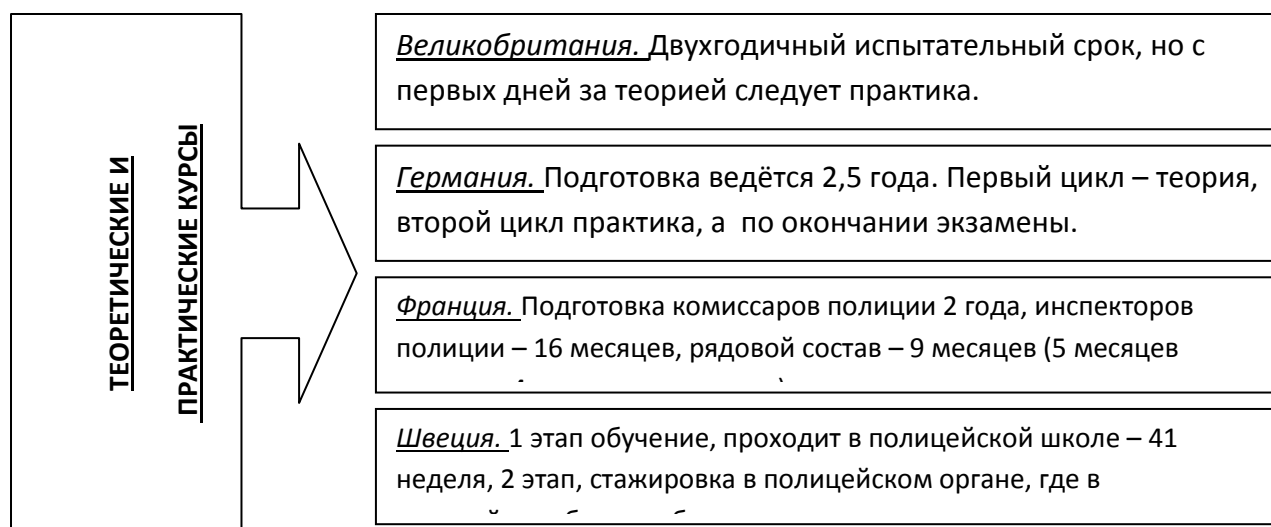 ТЕОРЕТИЧЕСКИЕ И
ПРАКТИЧЕСКИЕ КУРСЫ
Великобритания. Двухгодичный испытательный срок, но с
первых дней за теорией следует практика.
Германия. Подготовка ведётся 2,5 года. Первый цикл – теория,
второй цикл практика, а по окончании экзамены.
Франция. Подготовка комиссаров полиции 2 года, инспекторов
полиции – 16 месяцев, рядовой состав – 9 месяцев (5 месяцев
Швеция. 1 этап обучение, проходит в полицейской школе – 41
неделя, 2 этап, стажировка в полицейском органе, где в